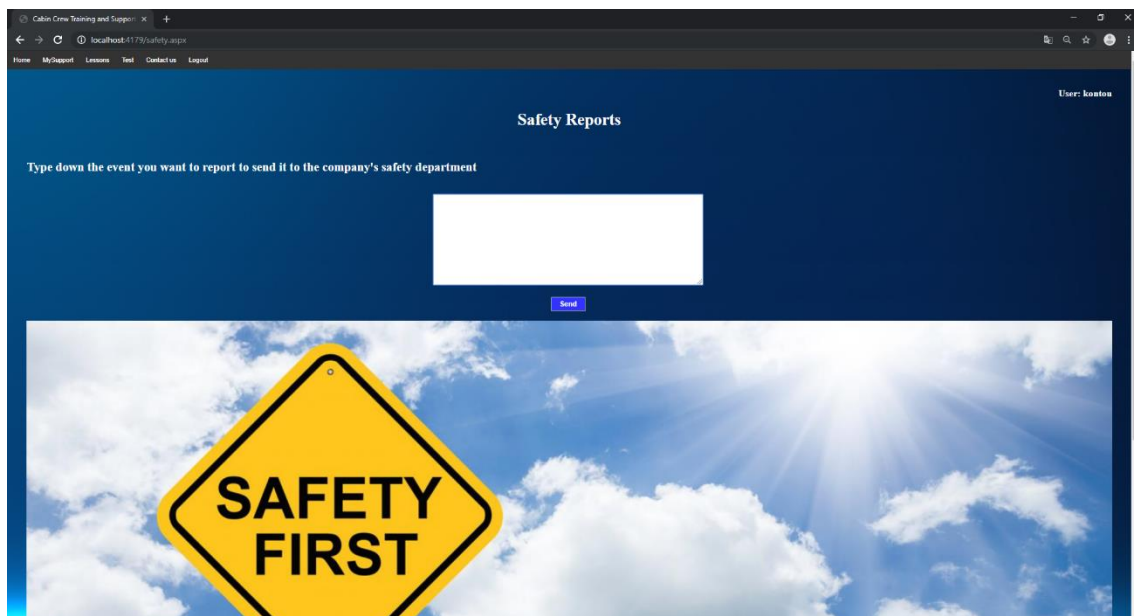 Cabin Crew Training and Support
localhost:4179/safety.aspx
Home MySupport Lessons Test Contact us Logout
User: kontou
Safety Reports
Type down the event you want to report to send it to the company's safety department
Send
SAFETY
FIRST